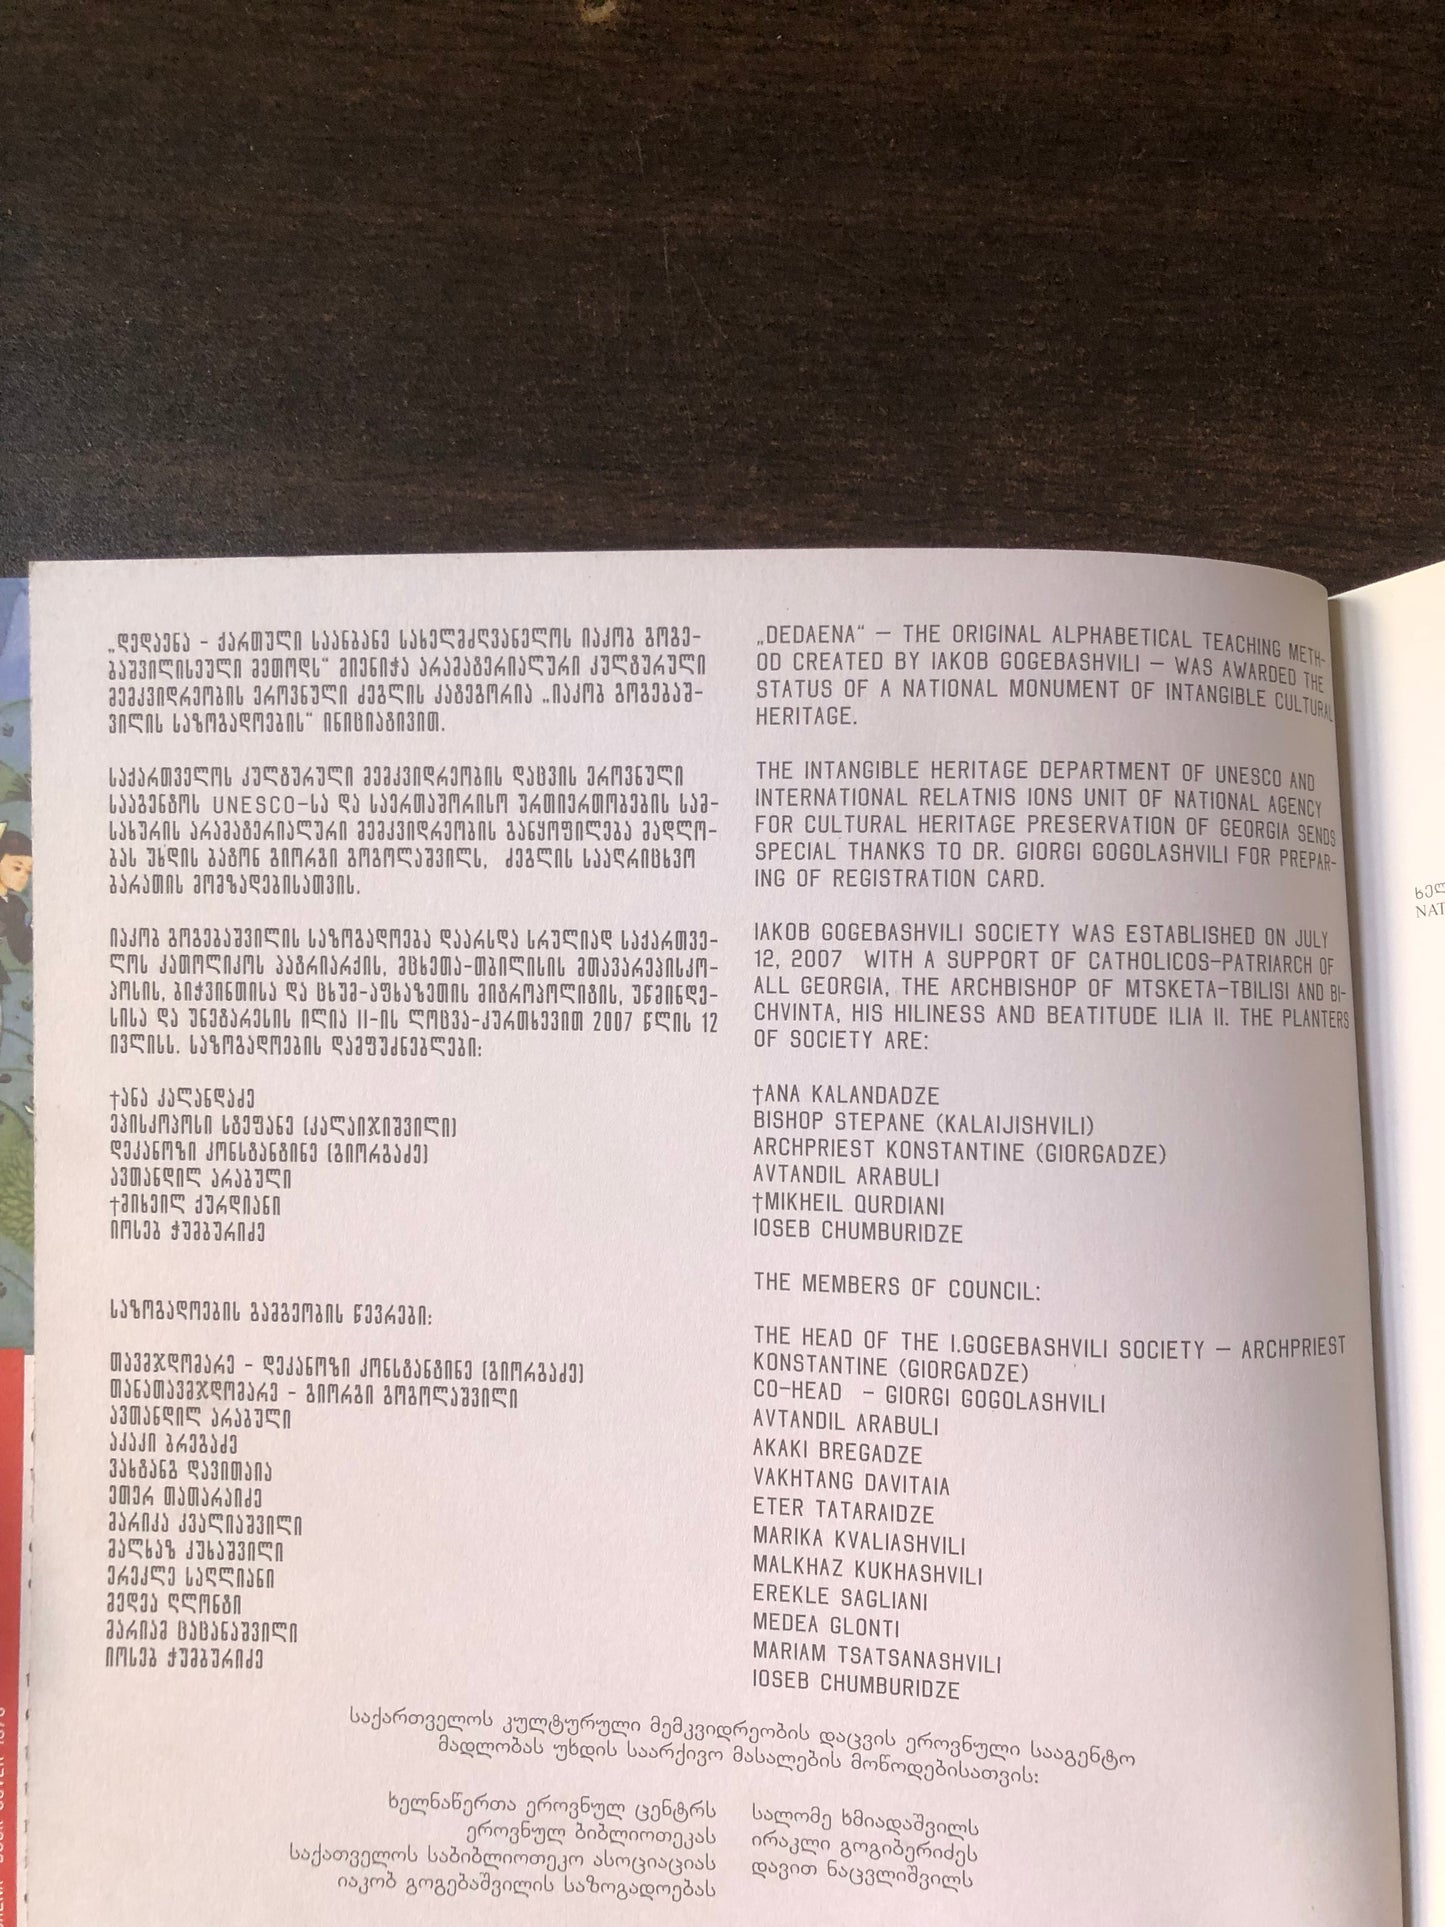 „დედაენა - ქართული საანბანე სახელმძღვანელოს იაკობ გოგე-
ბაშვილისეული მეთოდს“ მიენიჭა არამატერიალური კულტურული
მემკვიდრეობის ეროვნული ძეგლის კატეგორია „იაკობ გოგებაშ-
ვილის საზოგადოების“ ინიციატივით.
საქართველოს კულტურული მემკვიდრეობის დაცვის ეროვნული
სააგენტოს UNESCO-სა და საერთაშორისო ურთიერთობების სამ-
სახურის არამატერიალური მემკვიდრეობის განყოფილება მადლო-
ბას უხდის ბატონ გიორგი გოგოლაშვილს, ძეგლის სააღრიცხვო
ბარათის მომზადებისათვის.
იაკობ გოგებაშვილის საზოგადოება დაარსდა სრულიად საქართვე-
ლოს კათოლიკოს პატრიარქის, მცხეთა-თბილისის მთავარეპისკო-
პოსის, ბიჭვინთისა და ცხუმ-აფხაზეთის მიტროპოლიტის, უწმინდე-
სისა და უნეტარესის ილია II-ის ლოცვა-კურთხევით 2007 წლის 12
ივლისს. საზოგადოების დამფუძნებლები:
†ანა კალანდაძე
ეპისკოპოსი სტეფანე (კალაიჯიშვილი)
დეკანოზი კონსტანტინე (გიორგაძე)
ავთანდილ არაბული
†მიხეილ ქურდიანი
იოსებ ჭუმბურიძე
საზოგადოების გამგეობის წევრები:
თავმჯდომარე - დეკანოზი კონსტანტინე (გიორგაძე)
თანათავმჯდომარე - გიორგი გოგოლაშვილი
ავთანდილ არაბული
აკაკი ბრეგაძე
ვახტანგ დავითაია
ეთერ თათარაიძე
მარიკა კვალიაშვილი
მალხაზ კუხაშვილი
ერეკლე საღლიანი
მედეა ღლონტი
მარიამ ცაცანაშვილი
იოსებ ჭუმბურიძე
„DEDAENA“ – THE ORIGINAL ALPHABETICAL TEACHING METH-
OD CREATED BY IAKOB GOGEBASHVILI – WAS AWARDED THE
STATUS OF A NATIONAL MONUMENT OF INTANGIBLE CULTURAL
HERITAGE.
THE INTANGIBLE HERITAGE DEPARTMENT OF UNESCO AND
INTERNATIONAL RELATNIS IONS UNIT OF NATIONAL AGENCY
FOR CULTURAL HERITAGE PRESERVATION OF GEORGIA SENDS
SPECIAL THANKS TO DR. GIORGI GOGOLASHVILI FOR PREPAR-
ING OF REGISTRATION CARD.
IAKOB GOGEBASHVILI SOCIETY WAS ESTABLISHED ON JULY
12, 2007 WITH A SUPPORT OF CATHOLICOS–PATRIARCH OF
ALL GEORGIA, THE ARCHBISHOP OF MTSKETA–TBILISI AND BI-
CHVINTA, HIS HILINESS AND BEATITUDE ILIA II. THE PLANTERS
OF SOCIETY ARE:
†ANA KALANDADZE
BISHOP STEPANE (KALAIJISHVILI)
ARCHPRIEST KONSTANTINE (GIORGADZE)
AVTANDIL ARABULI
†MIKHEIL QURDIANI
IOSEB CHUMBURIDZE
THE MEMBERS OF COUNCIL:
THE HEAD OF THE I.GOGEBASHVILI SOCIETY – ARCHPRIEST
KONSTANTINE (GIORGADZE)
CO-HEAD - GIORGI GOGOLASHVILI
AVTANDIL ARABULI
AKAKI BREGADZE
VAKHTANG DAVITAIA
ETER TATARAIDZE
MARIKA KVALIASHVILI
MALKHAZ KUKHASHVILI
EREKLE SAGLIANI
MEDEA GLONTI
MARIAM TSATSANASHVILI
IOSEB CHUMBURIDZE
საქართველოს კულტურული მემკვიდრეობის დაცვის ეროვნული სააგენტო
მადლობას უხდის საარქივო მასალების მოწოდებისათვის:
ხელნაწერთა ეროვნულ ცენტრს
ეროვნულ ბიბლიოთეკას
საქათველოს საბიბლიოთეკო ასოციაციას
იაკობ გოგებაშვილის საზოგადოებას
სალომე ხმიადაშვილს
ირაკლი გოგიბერიძეს
დავით ნაცვლიშვილს